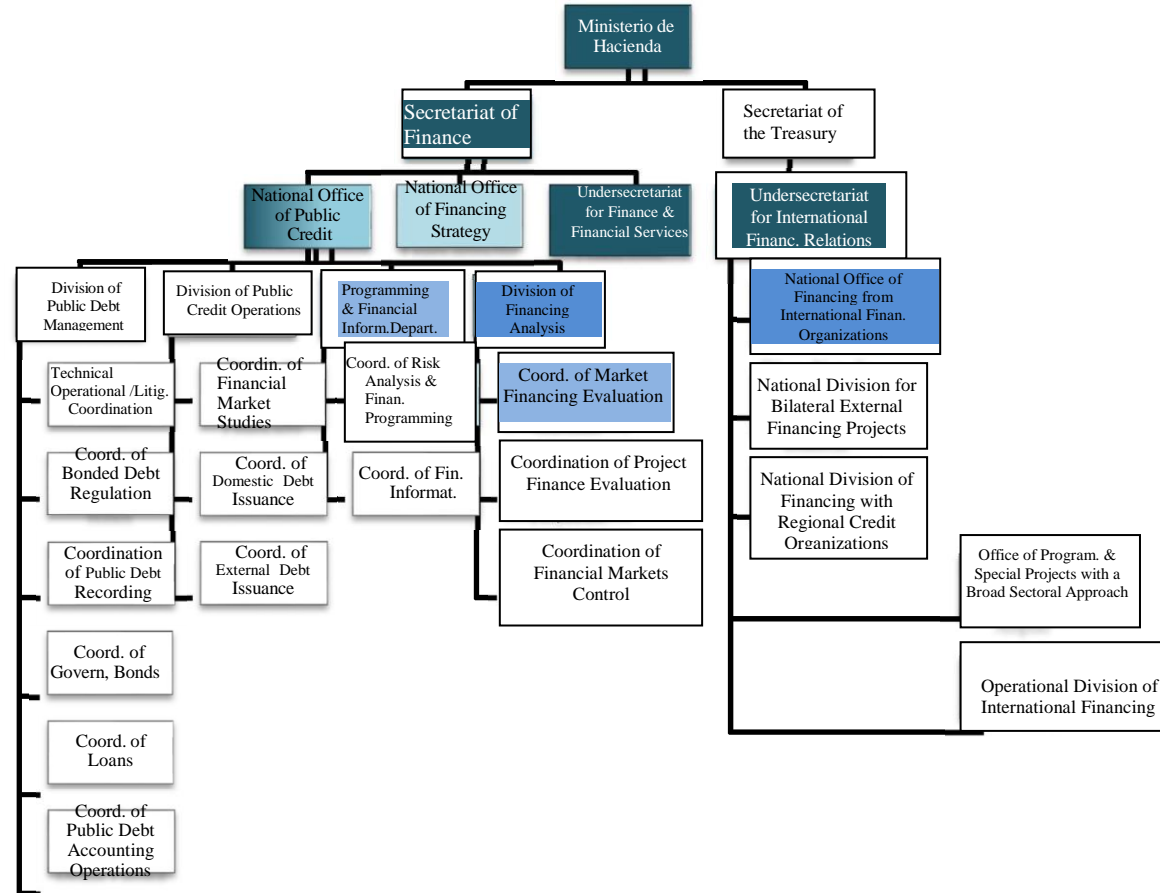 Ministerio de
Hacienda
Secretariat of
Finance
Secretariat of
the Treasury
National Office
of Public
Credit
National Office
of Financing
Strategy
Undersecretariat
for Finance &
Financial Services
Undersecretariat
for International
Financ. Relations
Division of
Public Debt
Management
Division of Public
Credit Operations
Programming
& Financial
Inform.Depart.
Division of
Financing
Analysis
National Office of
Financing from
International Finan.
Organizations
Technical
Operational /Litig.
Coordination
Coordin. of
Financial
Market
Studies
Coord. of Risk
Analysis &
Finan.
Programming
Coord. of Market
Financing Evaluation
National Division for
Bilateral External
Financing Projects
Coord. of
Bonded Debt
Regulation
Coord. of
Domestic Debt
Issuance
Coord. of Fin.
Informat.
Coordination of Project
Finance Evaluation
National Division of
Financing with
Regional Credit
Organizations
Coordination
of Public Debt
Recording
Coord. of
External Debt
Issuance
Coordination of
Financial Markets
Control
Office of Program. &
Special Projects with a
Broad Sectoral Approach
Coord. of
Govern, Bonds
Operational Division of
International Financing
Coord. of
Loans
Coord. of
Public Debt
Accounting
Operations